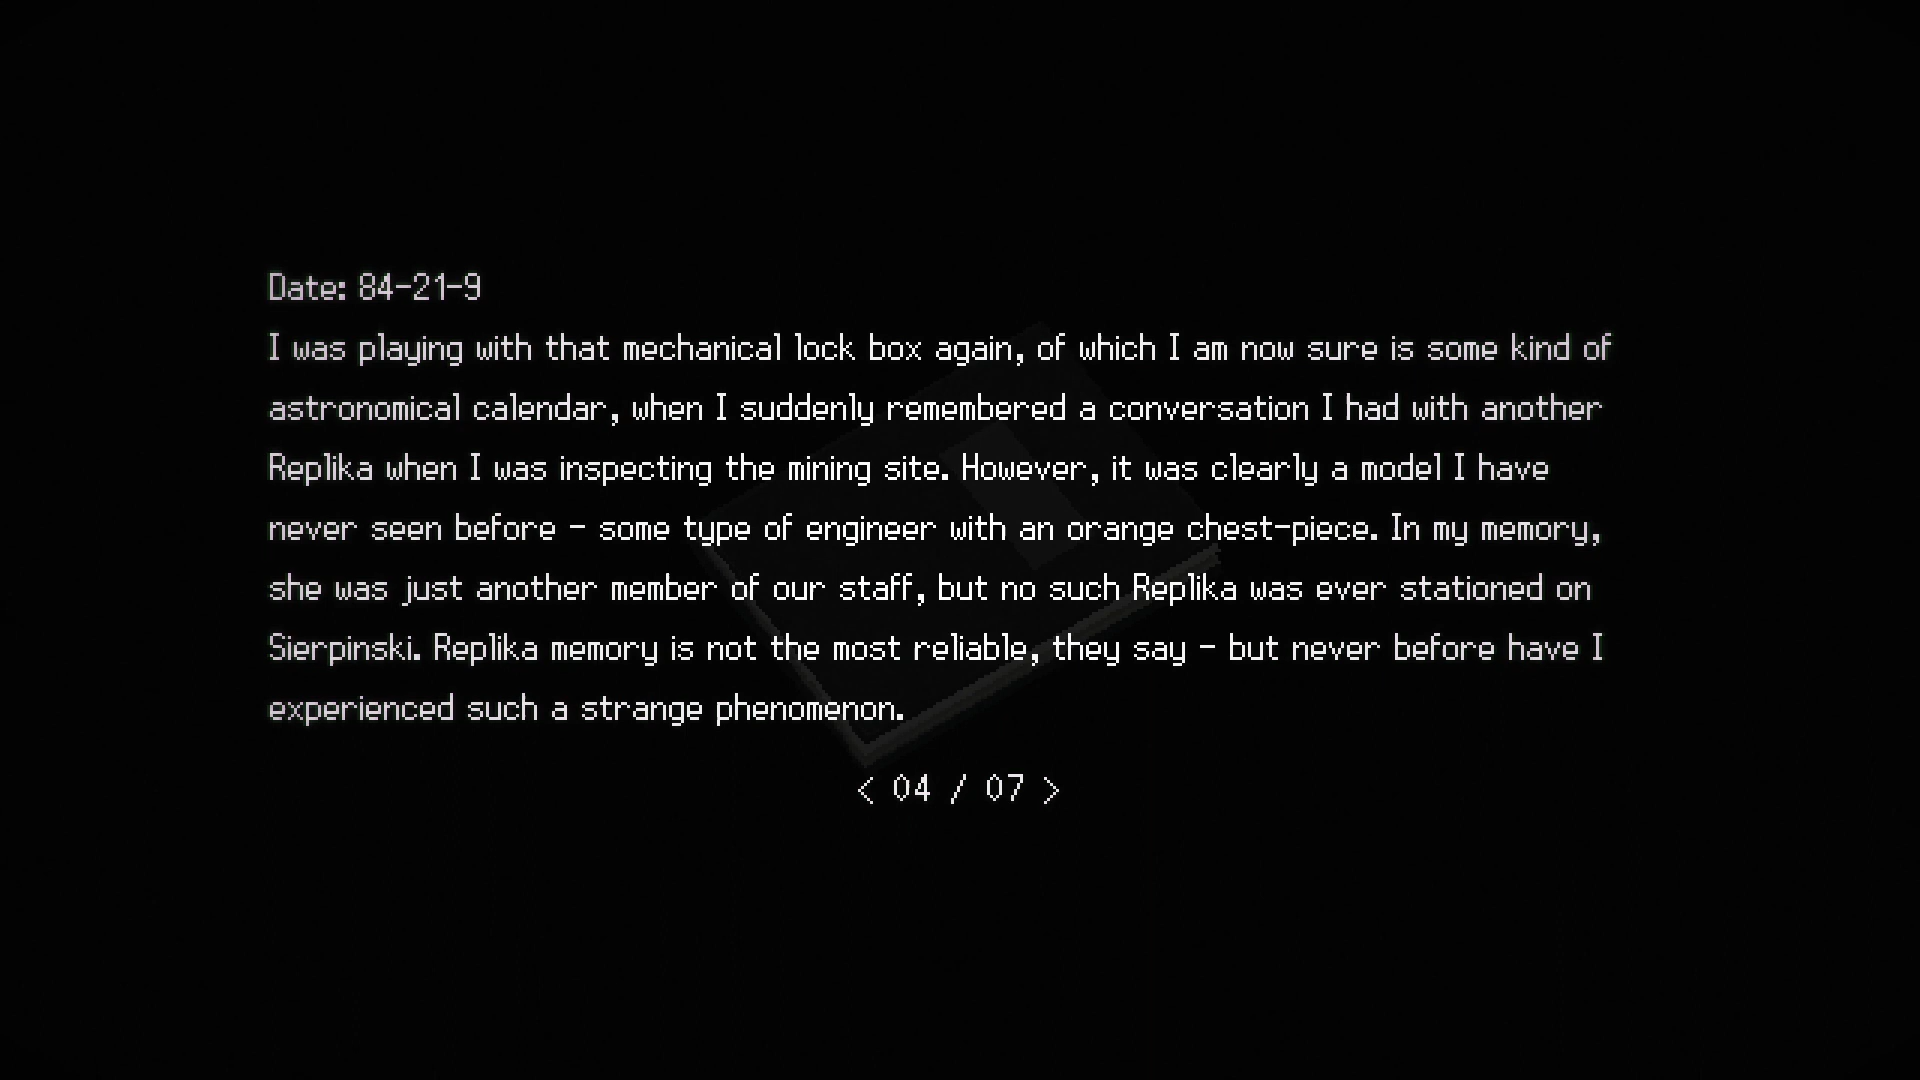 Date: 84-21-9
I was playing with that mechanical lock box again, of which I am now sure is some kind of
astronomical calendar, when I suddenly remembered a conversation I had with another
Replika when I was inspecting the mining site. However, it was clearly a model I have
never seen before - some type of engineer with an orange chest-piece. In my memory,
she was just another member of our staff, but no such Replika was ever stationed on
Sierpinski. Replika memory is not the most reliable, they say - but never before have I
experienced such a strange phenomenon.
< 04 / 07 >